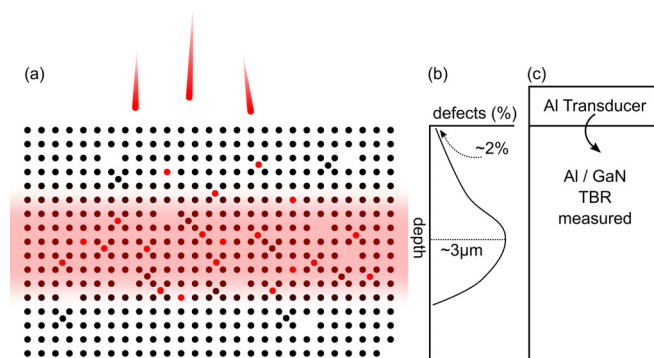 (a)
(b)
(c)
defects (%)
~2%
depth
~3μm
Al Transducer
Al / GaN
TBR
measured